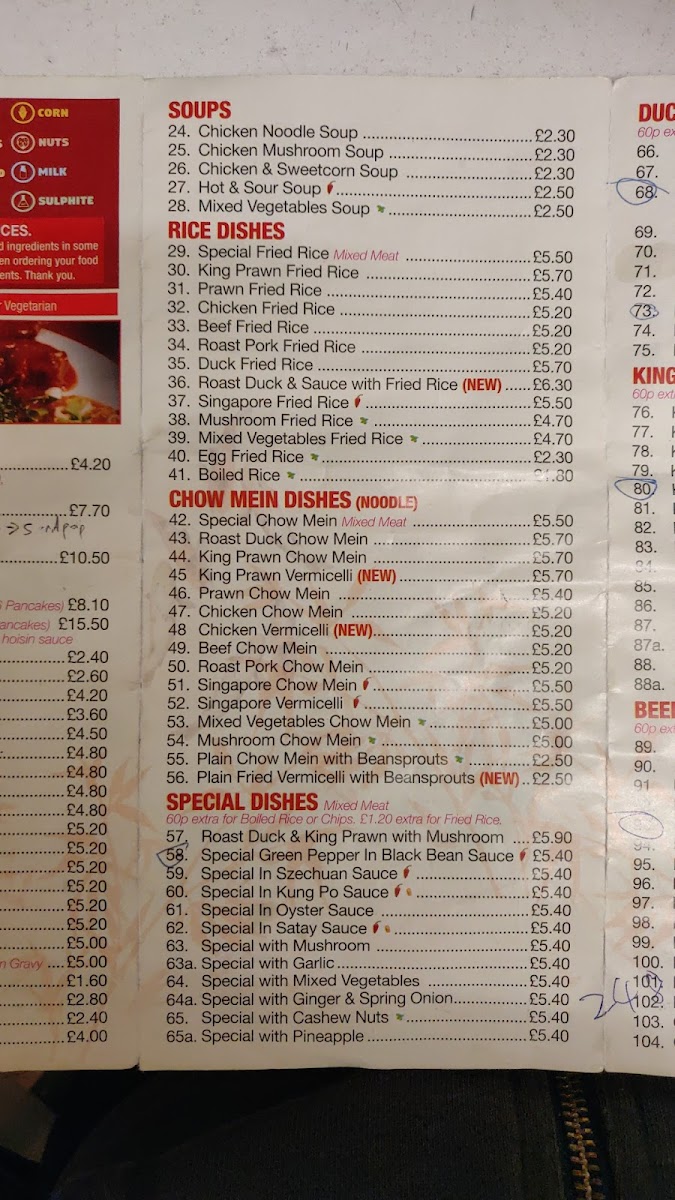 CORN
NUTS
MILK
SULPHITE
CES.
d ingredients in some
en ordering your food
ents. Thank you.
Vegetarian
£4.20
£7.70
£10.50
Pancakes) £8.10
ancakes) £15.50
hoisin sauce
£2.40
£2.60
£4.20
£3.60
£4.50
£4.80
£4.80
£4.80
£4.80
£5.20
£5.20
£5.20
£5.20
£5.20
£5.20
£5.00
n Gravy ....£5.00
£1.60
£2.80
£2.40
£4.00
SOUPS
24. Chicken Noodle Soup £2.30
25. Chicken Mushroom Soup £2.30
26. Chicken & Sweetcorn Soup £2.30
27. Hot & Sour Soup £2.50
28. Mixed Vegetables Soup £2.50
RICE DISHES
29. Special Fried Rice Mixed Meat £5.50
30. King Prawn Fried Rice £5.70
31. Prawn Fried Rice £5.40
32. Chicken Fried Rice £5.20
33. Beef Fried Rice £5.20
34. Roast Pork Fried Rice £5.20
35. Duck Fried Rice £5.70
36. Roast Duck & Sauce with Fried Rice (NEW) £6.30
37. Singapore Fried Rice £5.50
38. Mushroom Fried Rice £4.70
39. Mixed Vegetables Fried Rice £4.70
40. Egg Fried Rice £2.30
41. Boiled Rice £1.80
CHOW MEIN DISHES (NOODLE)
42. Special Chow Mein Mixed Meat £5.50
43. Roast Duck Chow Mein £5.70
44. King Prawn Chow Mein £5.70
45 King Prawn Vermicelli (NEW) £5.70
46. Prawn Chow Mein £5.40
47. Chicken Chow Mein £5.20
48 Chicken Vermicelli (NEW) £5.20
49. Beef Chow Mein £5.20
50. Roast Pork Chow Mein £5.20
51. Singapore Chow Mein £5.50
52. Singapore Vermicelli £5.50
53. Mixed Vegetables Chow Mein £5.00
54. Mushroom Chow Mein £5.00
55. Plain Chow Mein with Beansprouts £2.50
56. Plain Fried Vermicelli with Beansprouts (NEW) £2.50
SPECIAL DISHES Mixed Meat
60p extra for Boiled Rice or Chips. £1.20 extra for Fried Rice.
57. Roast Duck & King Prawn with Mushroom £5.90
58. Special Green Pepper In Black Bean Sauce £5.40
59. Special In Szechuan Sauce £5.40
60. Special In Kung Po Sauce £5.40
61. Special In Oyster Sauce £5.40
62. Special In Satay Sauce £5.40
63. Special with Mushroom £5.40
63a. Special with Garlic £5.40
64. Special with Mixed Vegetables £5.40
64a. Special with Ginger & Spring Onion £5.40
65. Special with Cashew Nuts £5.40
65a. Special with Pineapple £5.40
DUC
60p ex
66.
67.
68.
69.
70.
71.
72.
73.
74.
75.
KING
60p extr
76.
77.
78.
79.
80.
81.
82.
83.
84.
85.
86.
87.
87a.
88.
88a.
BEEF
60p ext
89.
90.
91
94.
95.
96.
97.
98.
99.
100.
101.
102.
103.
104.